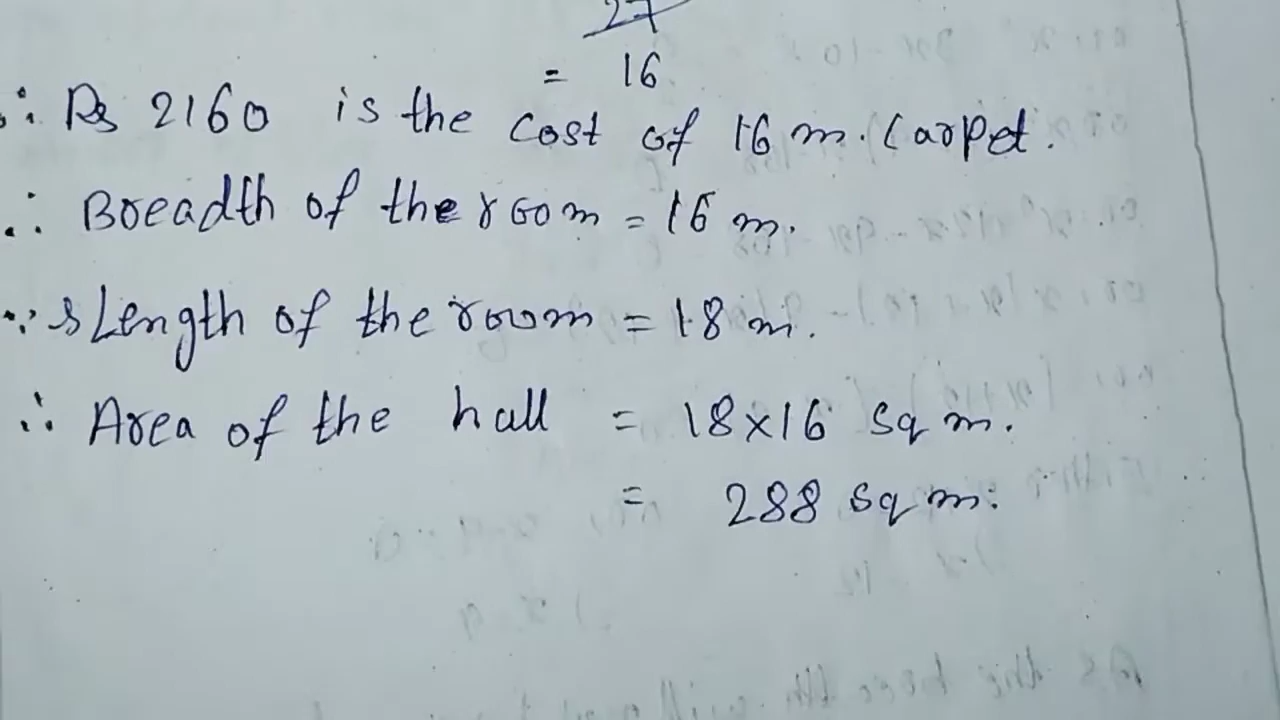 27
= 16
∴ Rs 2160 is the cost of 16 m. Carpet.
∴ Breadth of the room = 16 m.
∵ Length of the room = 18 m.
∴ Area of the hall = 18×16 sq m.
= 288 sq m.